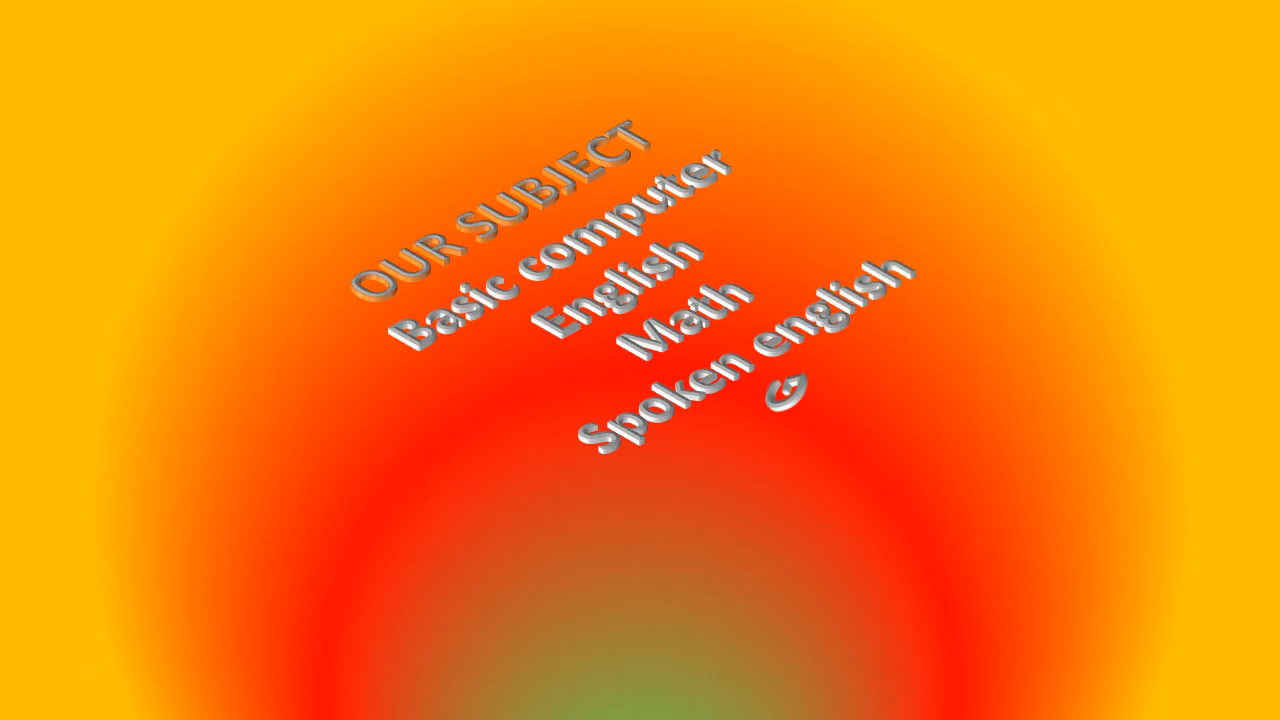 OUR SUBJECT
Basic computer
English
Math
Spoken english
G